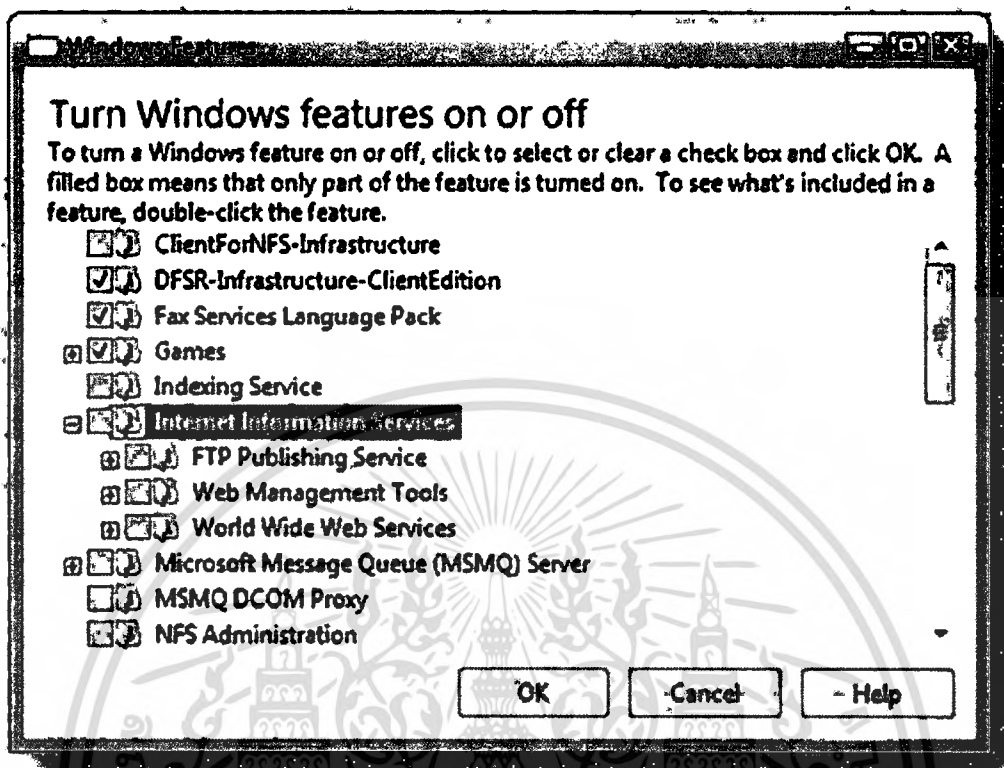 Windows Features
Turn Windows features on or off
To turn a Windows feature on or off, click to select or clear a check box and click OK. A
filled box means that only part of the feature is turned on. To see what's included in a
feature, double-click the feature.
ClientForNFS-Infrastructure
DFSR-Infrastructure-ClientEdition
Fax Services Language Pack
Games
Indexing Service
Internet Information Services
FTP Publishing Service
Web Management Tools
World Wide Web Services
Microsoft Message Queue (MSMQ) Server
MSMQ DCOM Proxy
NFS Administration
OK Cancel Help